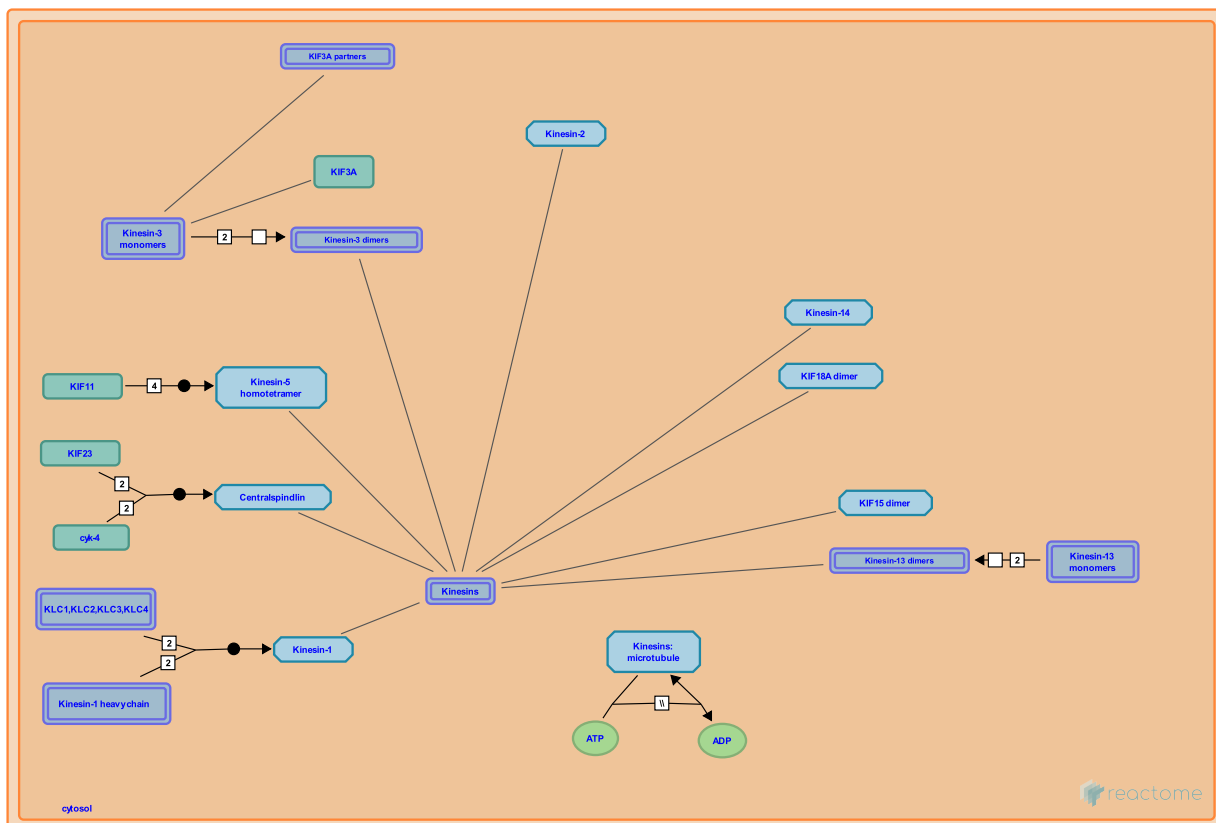 KIF3A partners
Kinesin-2
KIF3A
Kinesin-3
monomers
2
Kinesin-3 dimers
Kinesin-14
KIF18A dimer
KIF11
4
Kinesin-5
homotetramer
KIF23
2
2
Centralspindlin
cyk-4
KIF15 dimer
Kinesin-13 dimers
2
Kinesin-13
monomers
Kinesins
KLC1,KLC2,KLC3,KLC4
2
2
Kinesin-1
Kinesin-1 heavy chain
Kinesins:
microtubule
\\
ATP
ADP
cytosol
reactome